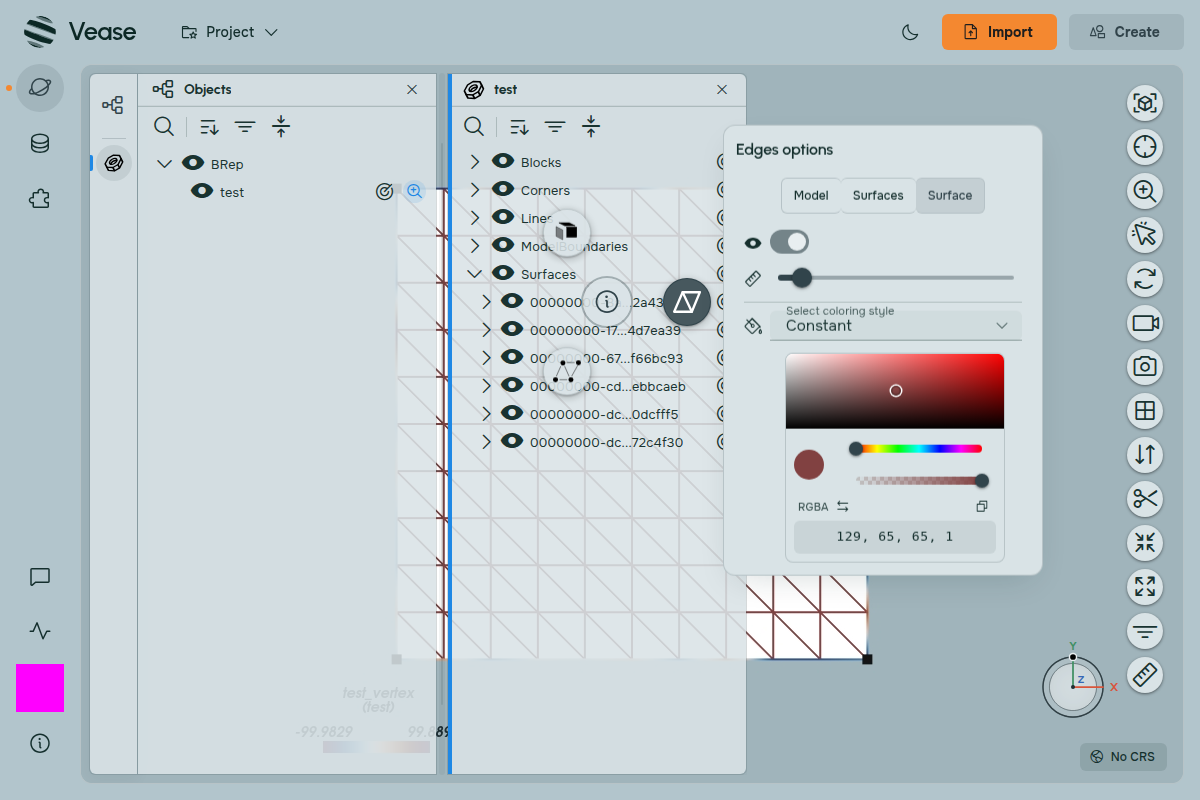 Vease
Project
Import
Create
Objects
BRep
test
test
Blocks
Corners
Lines
ModelBoundaries
Surfaces
00000000-17...4d7ea39
00000000-cd...ebbcaeb
00000000-dc...0dcfff5
00000000-dc...72c4f30
Edges options
Model
Surfaces
Surface
Select coloring style
Constant
RGBA
129, 65, 65, 1
test_vertex
(test)
-99.9829
Y
Z
X
No CRS